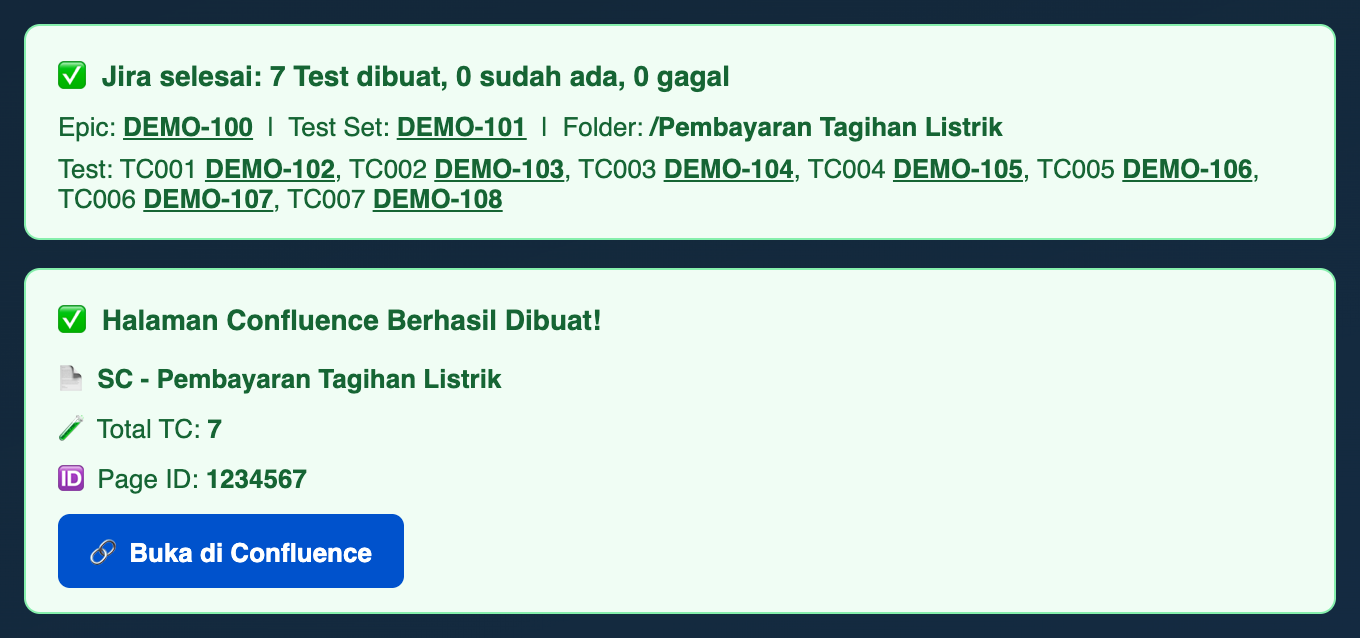 ✅ Jira selesai: 7 Test dibuat, 0 sudah ada, 0 gagal
Epic: DEMO-100 | Test Set: DEMO-101 | Folder: /Pembayaran Tagihan Listrik
Test: TC001 DEMO-102, TC002 DEMO-103, TC003 DEMO-104, TC004 DEMO-105, TC005 DEMO-106,
TC006 DEMO-107, TC007 DEMO-108
✅ Halaman Confluence Berhasil Dibuat!
📄 SC - Pembayaran Tagihan Listrik
🧪 Total TC: 7
🆔 Page ID: 1234567
🔗 Buka di Confluence